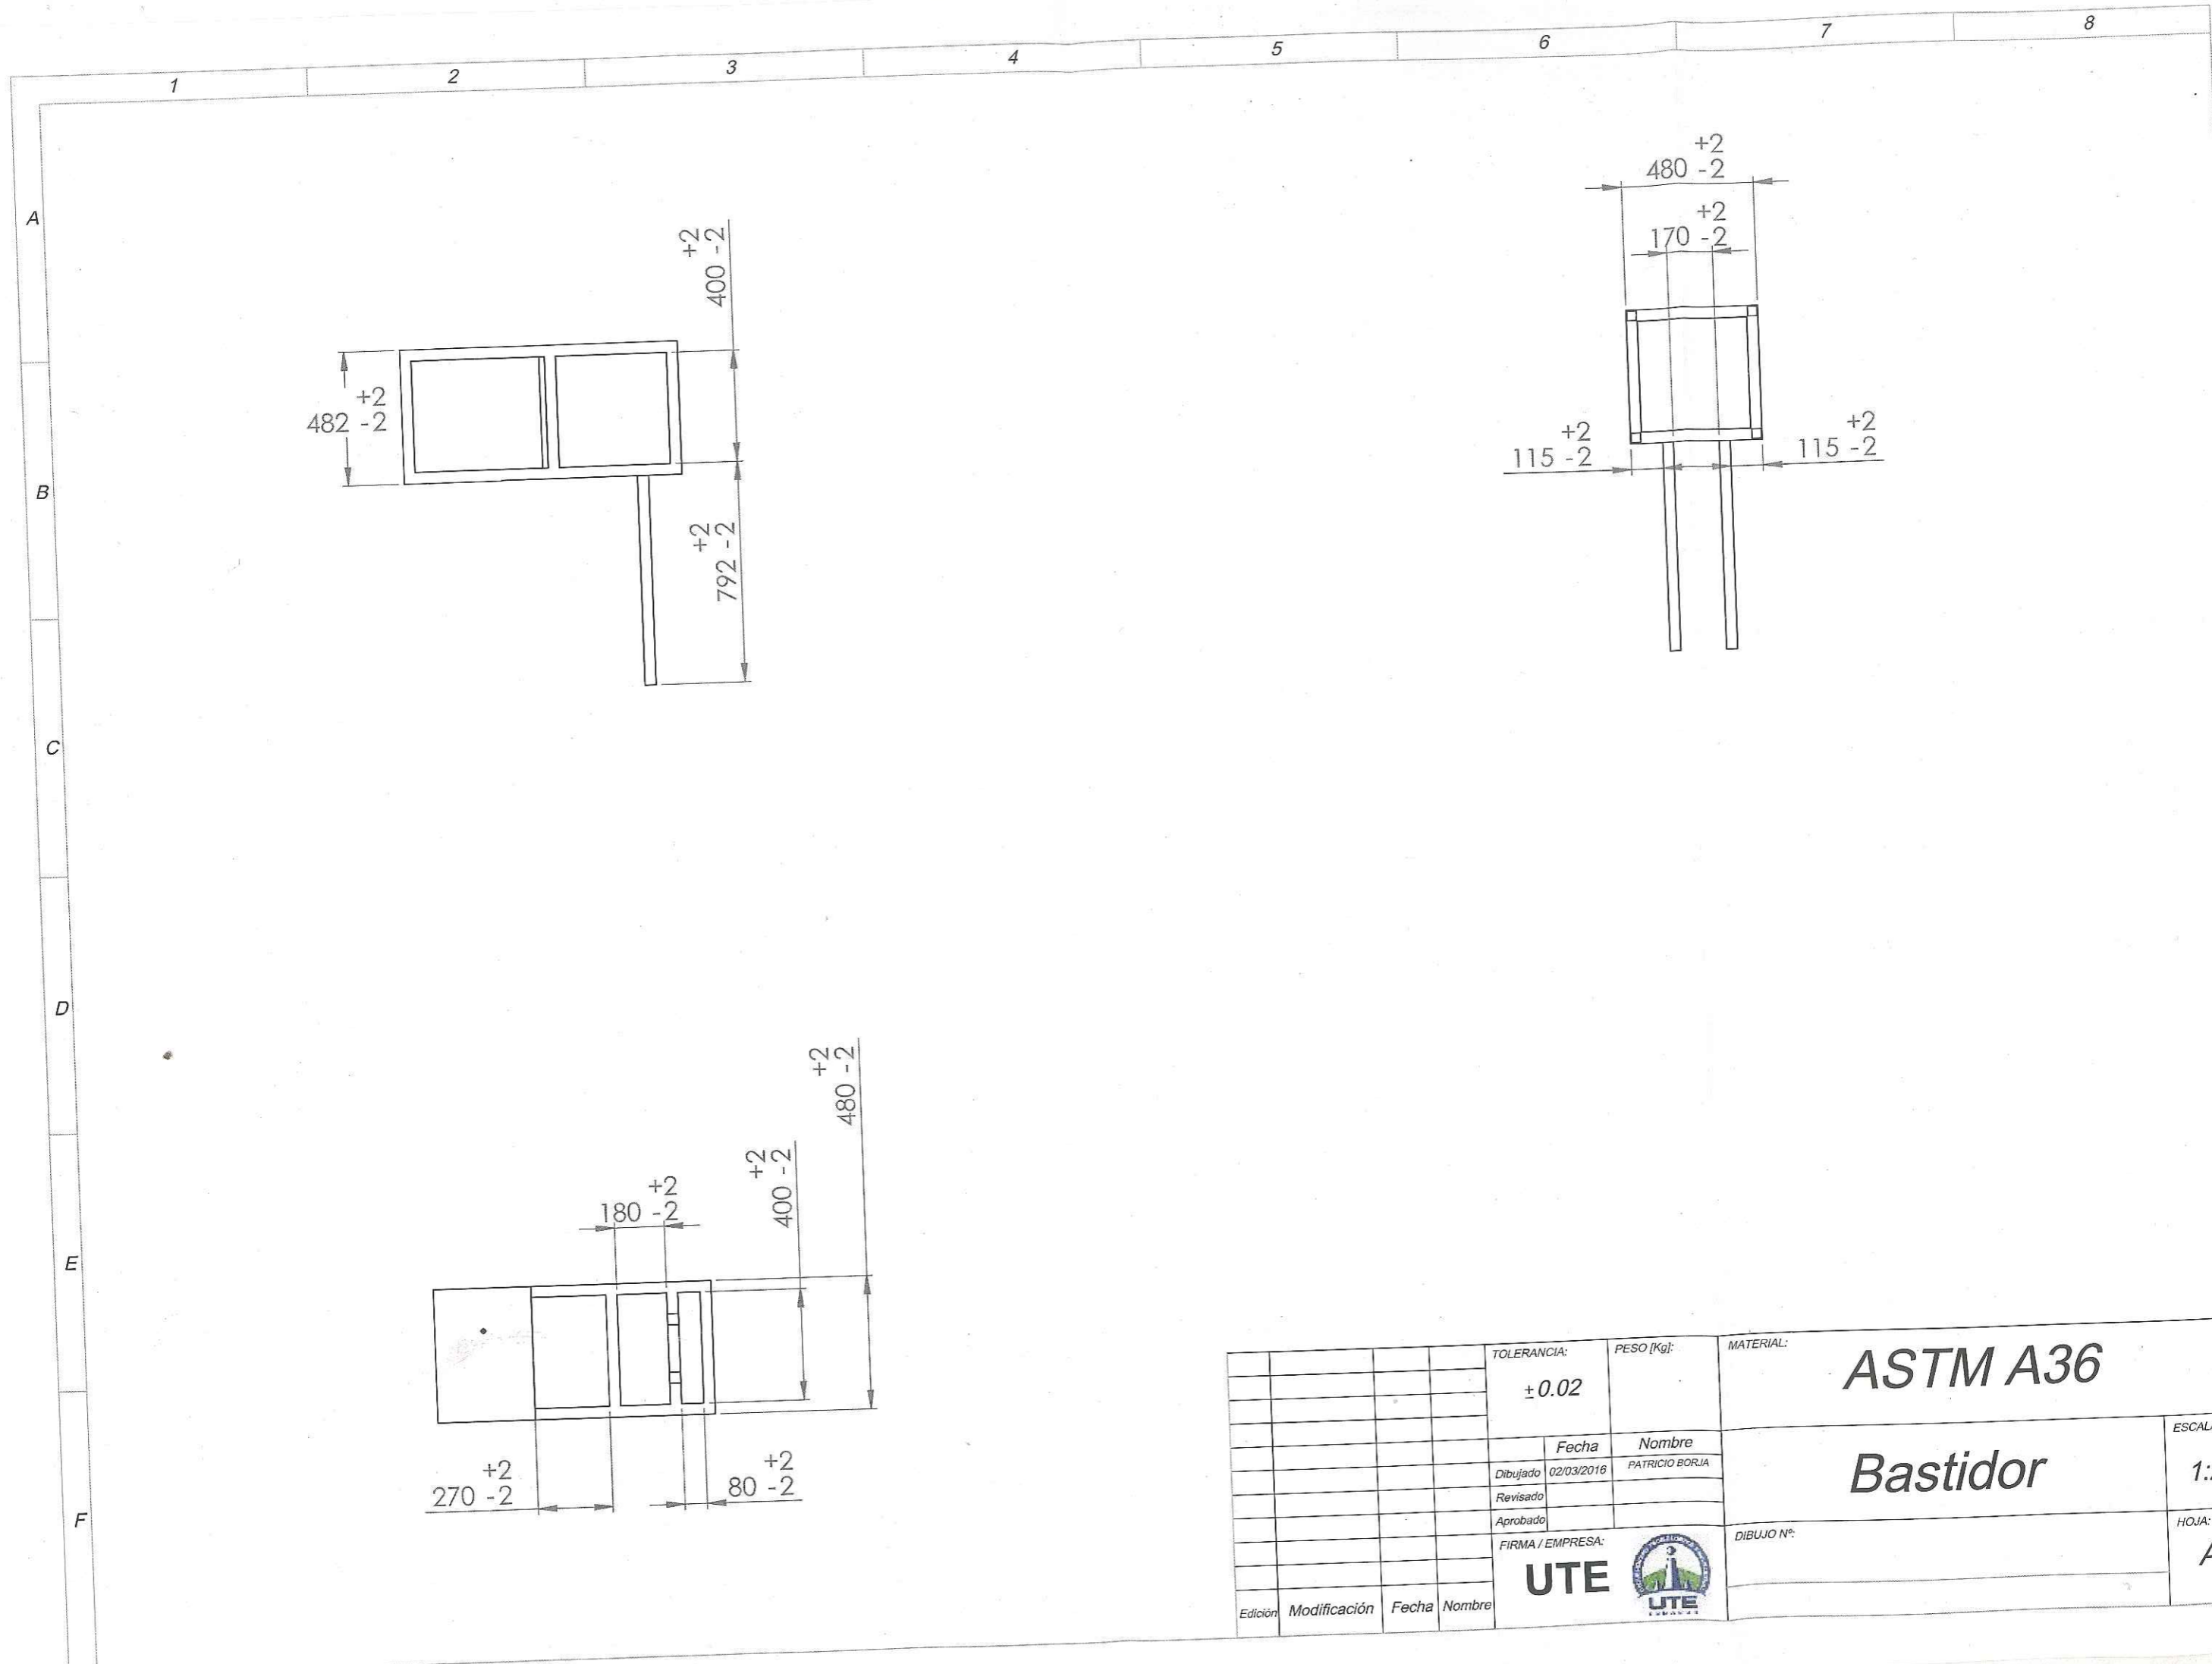 1 2 3 4 5 6 7 8
A
B
C
D
E
F
+2
400 -2
+2
482 -2
+2
792 -2
+2
480 -2
+2
170 -2
+2
115 -2
+2
115 -2
+2
480 -2
+2
400 -2
+2
180 -2
+2
270 -2
+2
80 -2
TOLERANCIA:
±0.02
PESO [Kg]:
MATERIAL:
ASTM A36
Fecha Nombre
Dibujado 02/03/2016 PATRICIO BORJA
Revisado
Aprobado
Bastidor
FIRMA / EMPRESA:
UTE
UTE
DIBUJO Nº:
HOJA:
Edición Modificación Fecha Nombre